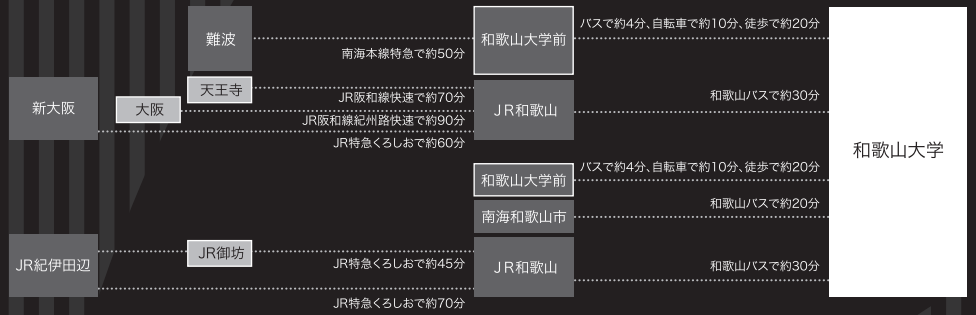 難波
南海本線特急で約50分
和歌山大学前
バスで約4分、自転車で約10分、徒歩で約20分
新大阪
天王寺
JR阪和線快速で約70分
大阪
JR阪和線紀州路快速で約90分
JR特急くろしおで約60分
JR和歌山
和歌山バスで約30分
和歌山大学
和歌山大学前
バスで約4分、自転車で約10分、徒歩で約20分
南海和歌山市
和歌山バスで約20分
JR紀伊田辺
JR御坊
JR特急くろしおで約45分
JR特急くろしおで約70分
JR和歌山
和歌山バスで約30分